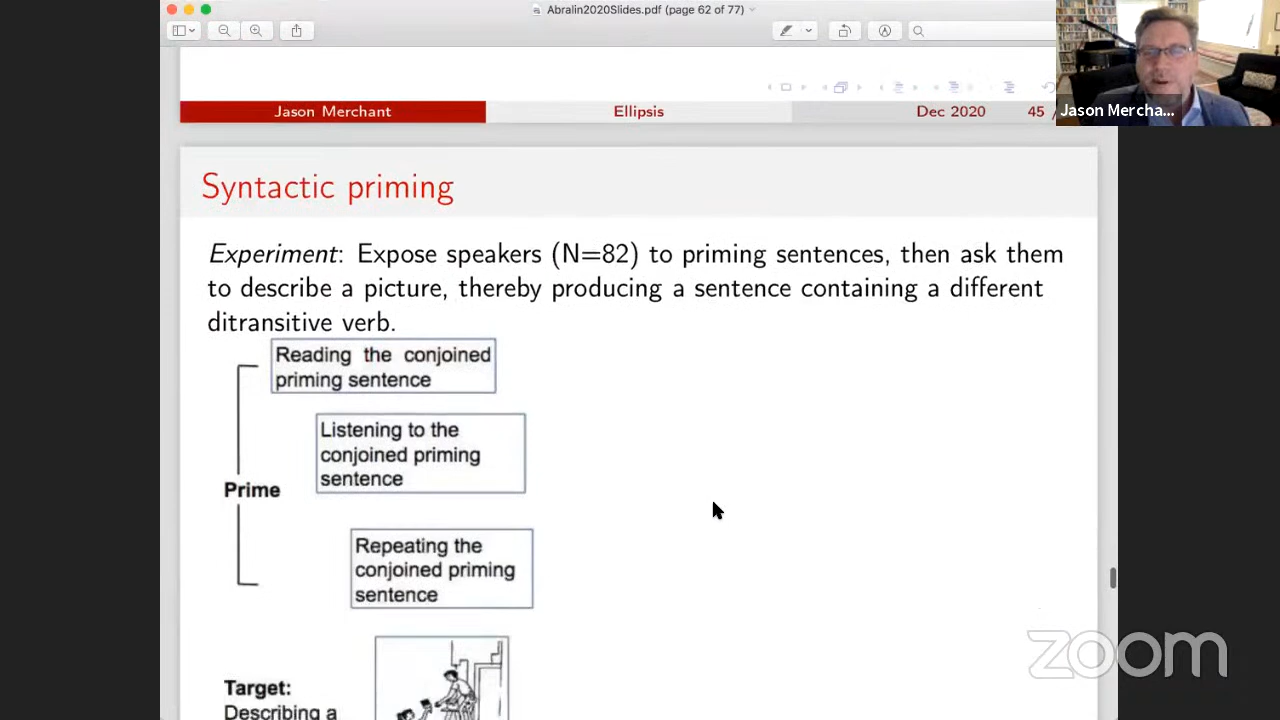 Abralin2020Slides.pdf (page 62 of 77)
Jason Merchant Ellipsis Dec 2020 45 /
Jason Mercha...
Syntactic priming
Experiment: Expose speakers (N=82) to priming sentences, then ask them
to describe a picture, thereby producing a sentence containing a different
ditransitive verb.
Reading the conjoined
priming sentence
Listening to the
conjoined priming
sentence
Prime
Repeating the
conjoined priming
sentence
Target:
Describing a
zoom